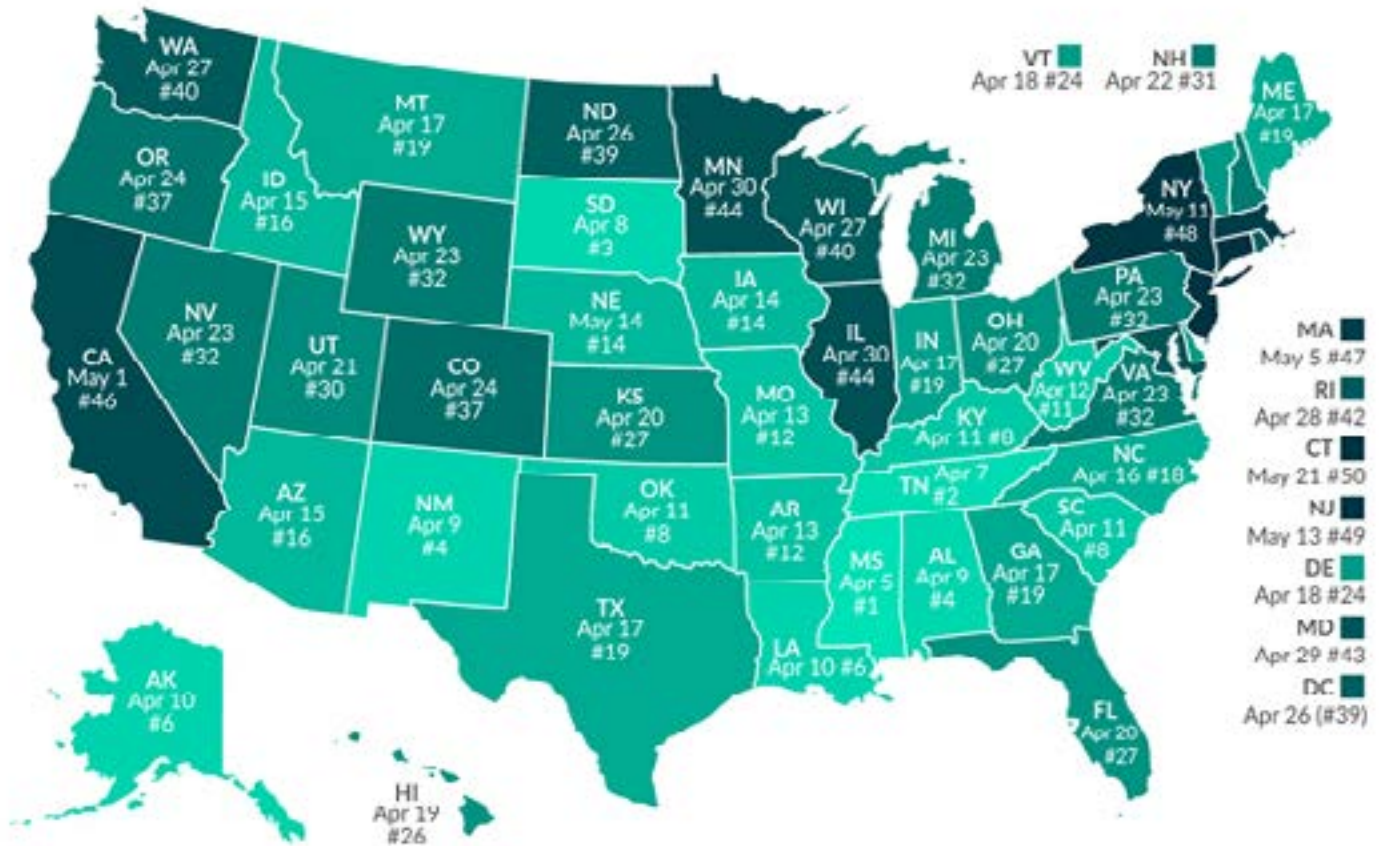 WA
Apr 27
#40
OR
Apr 24
#37
CA
May 1
#46
NV
Apr 23
#32
ID
Apr 15
#16
MT
Apr 17
#19
WY
Apr 23
#32
UT
Apr 21
#30
CO
Apr 24
#37
AZ
Apr 15
#16
NM
Apr 9
#4
ND
Apr 26
#39
SD
Apr 8
#3
NE
May 14
#14
KS
Apr 20
#27
OK
Apr 11
#8
TX
Apr 17
#19
MN
Apr 30
#44
IA
Apr 14
#14
MO
Apr 13
#12
AR
Apr 13
#12
LA
Apr 10 #6
WI
Apr 27
#40
IL
Apr 30
#44
MI
Apr 23
#32
IN
Apr 17
#19
OH
Apr 20
#27
KY
Apr 11 #8
TN Apr 7
#2
MS
Apr 5
#1
AL
Apr 9
#4
GA
Apr 17
#19
FL
Apr 20
#27
SC
Apr 11
#8
NC
Apr 16 #18
VA
Apr 23
#32
WV
Apr 12
#11
PA
Apr 23
#32
NY
May 11
#48
VT
Apr 18 #24
NH
Apr 22 #31
ME
Apr 17
#19
MA
May 5 #47
RI
Apr 28 #42
CT
May 21 #50
NJ
May 13 #49
DE
Apr 18 #24
MD
Apr 29 #43
DC
Apr 26 (#39)
AK
Apr 10
#6
HI
Apr 19
#26